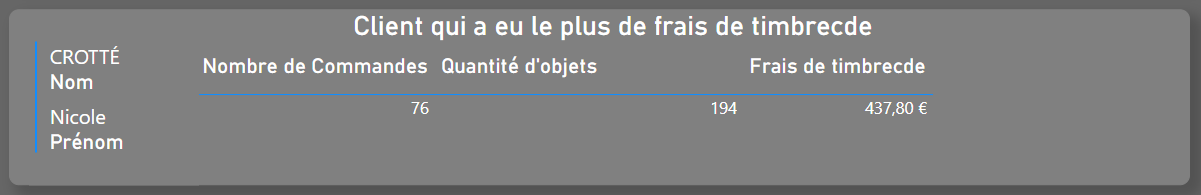 Client qui a eu le plus de frais de timbrecde
CROTTÉ
Nom
Nicole
Prénom
Nombre de Commandes Quantité d'objets Frais de timbrecde
76 194 437,80 €